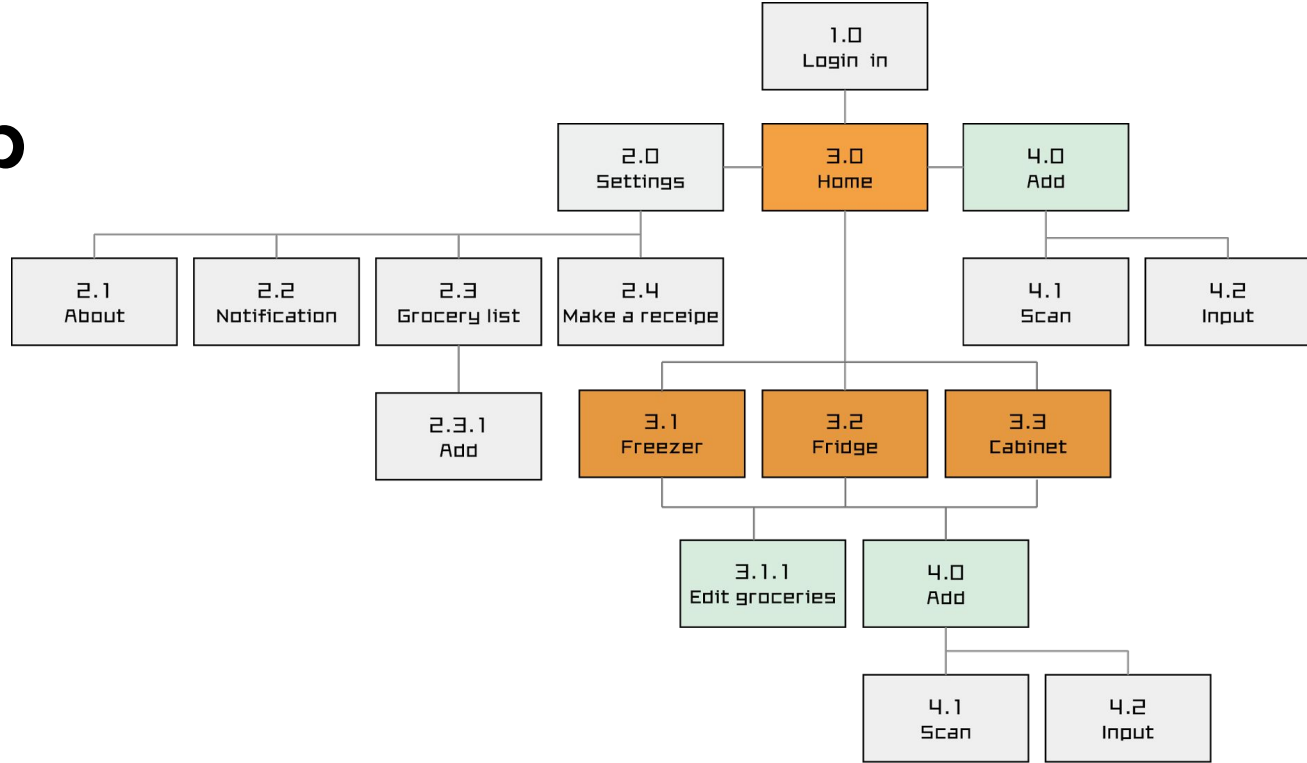 1.0
Login in
p
2.0
Settings
3.0
Home
4.0
Add
2.1
About
2.2
Notification
2.3
Grocery list
2.4
Make a receipe
4.1
Scan
4.2
Input
2.3.1
Add
3.1
Freezer
3.2
Fridge
3.3
Cabinet
3.1.1
Edit groceries
4.0
Add
4.1
Scan
4.2
Input